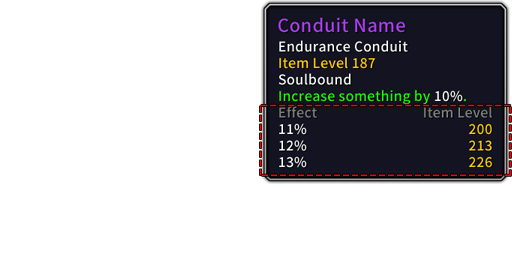 Conduit Name
Endurance Conduit
Item Level 187
Soulbound
Increase something by 10%.
Effect Item Level
11% 200
12% 213
13% 226